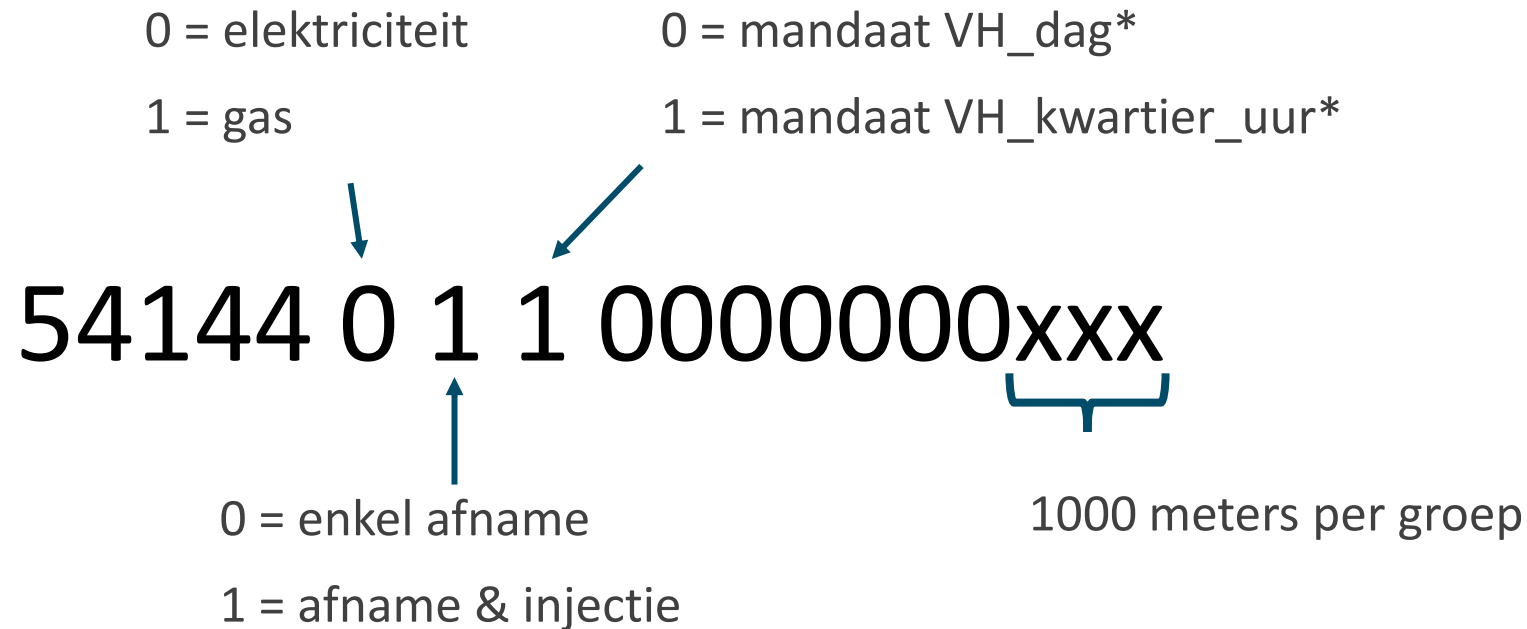 0 = elektriciteit
1 = gas
0 = mandaat VH_dag*
1 = mandaat VH_kwartier_uur*
54144 0 1 1 0000000xxx
0 = enkel afname
1 = afname & injectie
1000 meters per groep